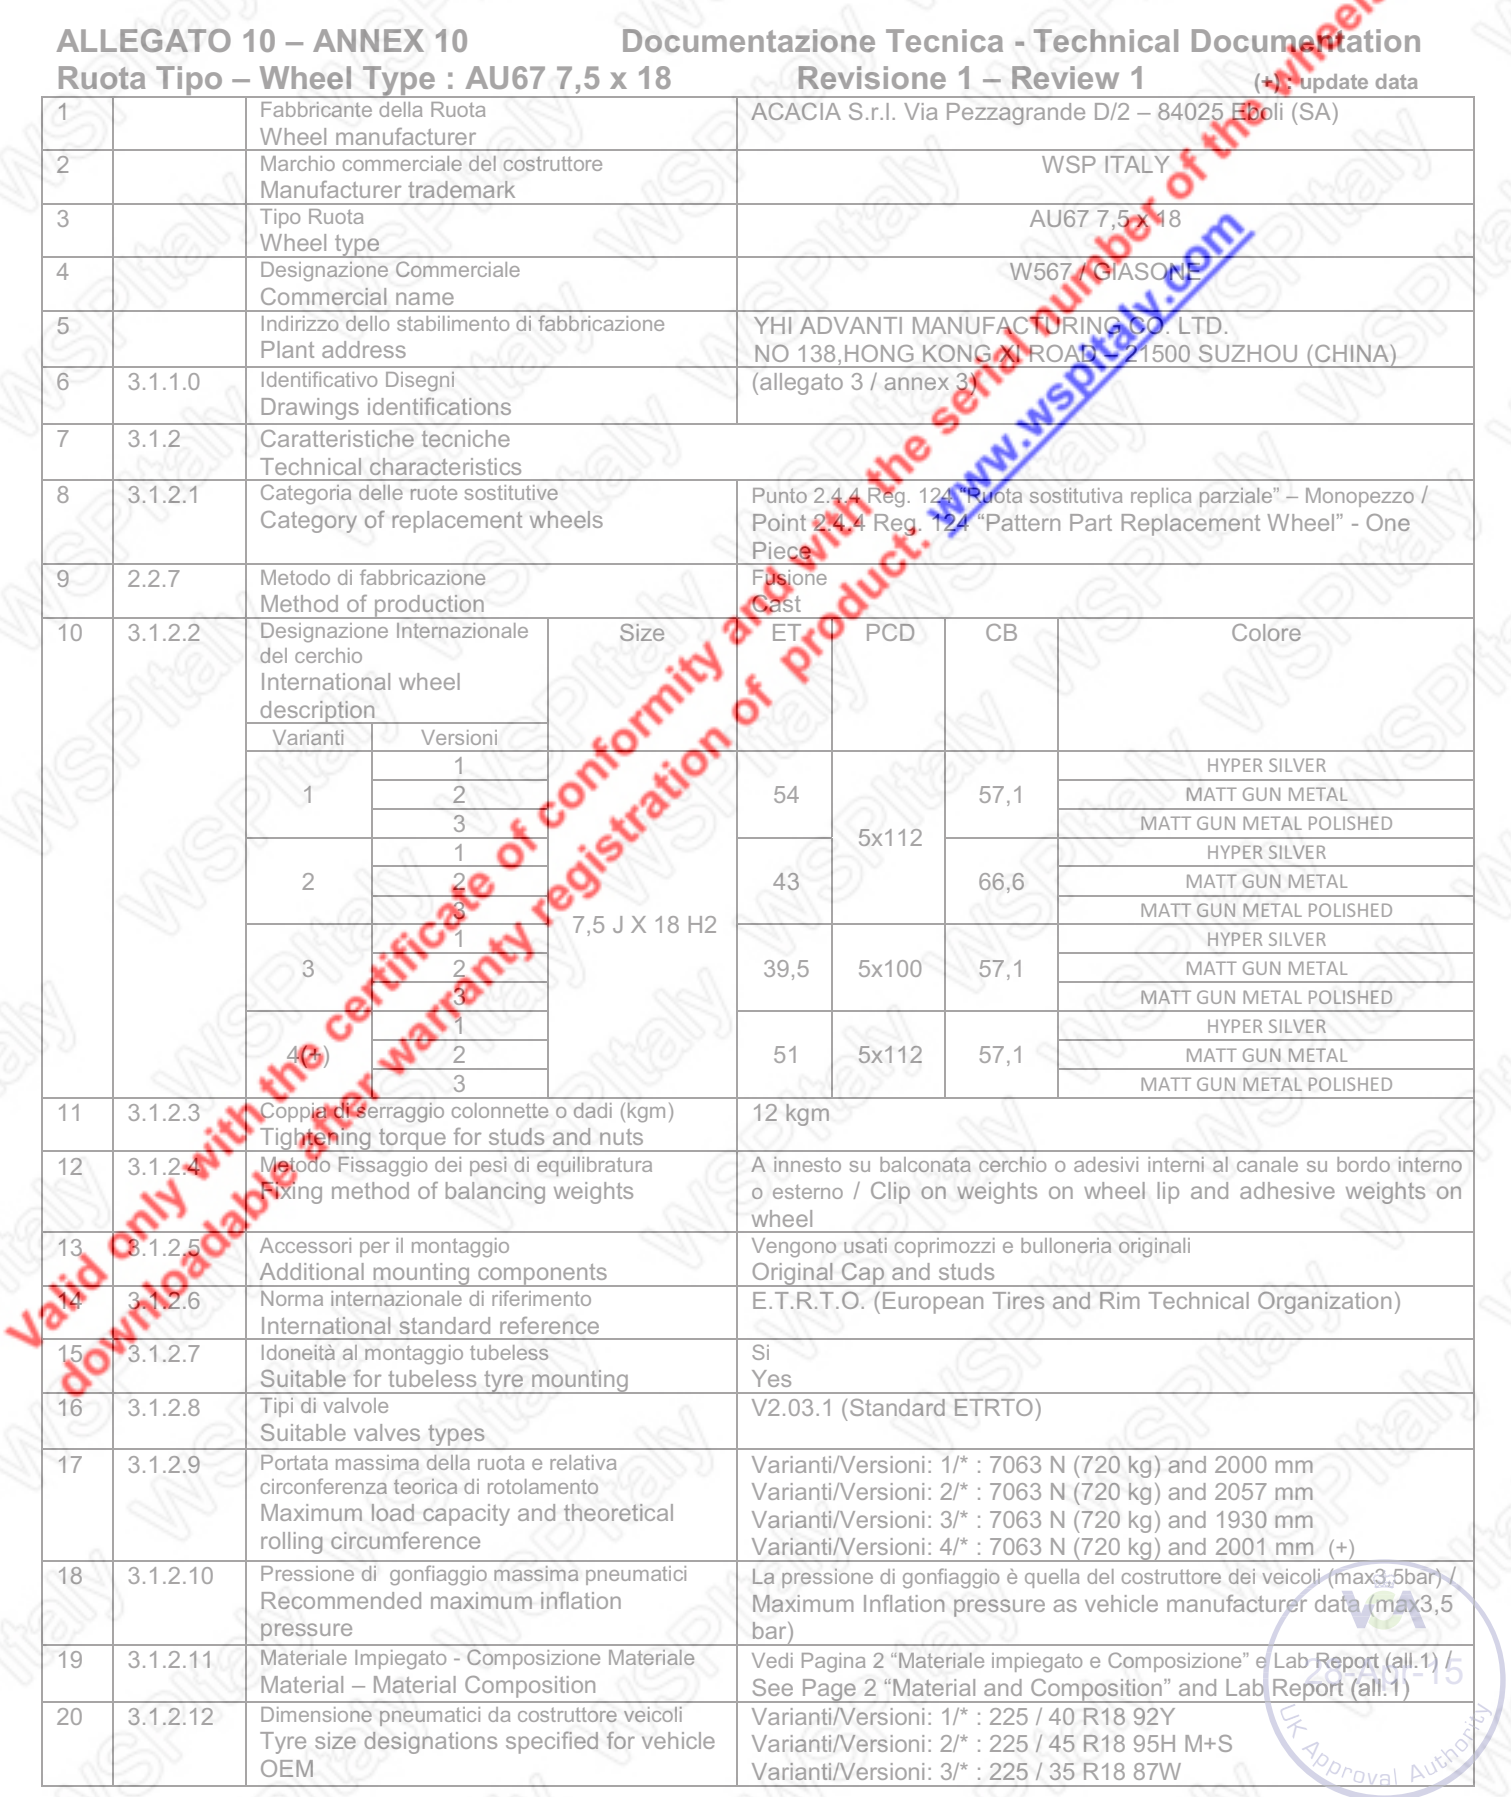 ALLEGATO 10 – ANNEX 10 Documentazione Tecnica - Technical Documentation
Ruota Tipo – Wheel Type : AU67 7,5 x 18 Revisione 1 – Review 1 (+) : update data
1 Fabbricante della Ruota ACACIA S.r.l. Via Pezzagrande D/2 – 84025 Eboli (SA)
Wheel manufacturer
2 Marchio commerciale del costruttore WSP ITALY
Manufacturer trademark
3 Tipo Ruota AU67 7,5 x 18
Wheel type
4 Designazione Commerciale W567 / GIASONE
Commercial name
5 Indirizzo dello stabilimento di fabbricazione YHI ADVANTI MANUFACTURING CO. LTD.
Plant address NO 138,HONG KONG XI ROAD – 21500 SUZHOU (CHINA)
6 3.1.1.0 Identificativo Disegni (allegato 3 / annex 3)
Drawings identifications
7 3.1.2 Caratteristiche tecniche
Technical characteristics
8 3.1.2.1 Categoria delle ruote sostitutive Punto 2.4.4 Reg. 124 “Ruota sostitutiva replica parziale” – Monopezzo /
Category of replacement wheels Point 2.4.4 Reg. 124 “Pattern Part Replacement Wheel” - One
Piece
9 2.2.7 Metodo di fabbricazione Fusione
Method of production Cast
10 3.1.2.2 Designazione Internazionale Size ET PCD CB Colore
del cerchio
International wheel
description
Varianti Versioni
1 HYPER SILVER
1 2 54 57,1 MATT GUN METAL
3 MATT GUN METAL POLISHED
5x112
1 HYPER SILVER
2 2 43 66,6 MATT GUN METAL
3 MATT GUN METAL POLISHED
7,5 J X 18 H2
1 HYPER SILVER
3 2 39,5 5x100 57,1 MATT GUN METAL
3 MATT GUN METAL POLISHED
1 HYPER SILVER
4(+) 2 51 5x112 57,1 MATT GUN METAL
3 MATT GUN METAL POLISHED
11 3.1.2.3 Coppia di serraggio colonnette o dadi (kgm) 12 kgm
Tightening torque for studs and nuts
12 3.1.2.4 Metodo Fissaggio dei pesi di equilibratura A innesto su balconata cerchio o adesivi interni al canale su bordo interno
Fixing method of balancing weights o esterno / Clip on weights on wheel lip and adhesive weights on
wheel
13 3.1.2.5 Accessori per il montaggio Vengono usati coprimozzi e bulloneria originali
Additional mounting components Original Cap and studs
14 3.1.2.6 Norma internazionale di riferimento E.T.R.T.O. (European Tires and Rim Technical Organization)
International standard reference
15 3.1.2.7 Idoneità al montaggio tubeless Si
Suitable for tubeless tyre mounting Yes
16 3.1.2.8 Tipi di valvole V2.03.1 (Standard ETRTO)
Suitable valves types
17 3.1.2.9 Portata massima della ruota e relativa Varianti/Versioni: 1/* : 7063 N (720 kg) and 2000 mm
circonferenza teorica di rotolamento Varianti/Versioni: 2/* : 7063 N (720 kg) and 2057 mm
Maximum load capacity and theoretical Varianti/Versioni: 3/* : 7063 N (720 kg) and 1930 mm
rolling circumference Varianti/Versioni: 4/* : 7063 N (720 kg) and 2001 mm (+)
18 3.1.2.10 Pressione di gonfiaggio massima pneumatici La pressione di gonfiaggio è quella del costruttore dei veicoli (max3,5bar) /
Recommended maximum inflation Maximum Inflation pressure as vehicle manufacturer data (max3,5
pressure bar)
19 3.1.2.11 Materiale Impiegato - Composizione Materiale Vedi Pagina 2 “Materiale impiegato e Composizione” e Lab Report (all.1) /
Material – Material Composition See Page 2 “Material and Composition” and Lab Report (all.1)
20 3.1.2.12 Dimensione pneumatici da costruttore veicoli Varianti/Versioni: 1/* : 225 / 40 R18 92Y
Tyre size designations specified for vehicle Varianti/Versioni: 2/* : 225 / 45 R18 95H M+S
OEM Varianti/Versioni: 3/* : 225 / 35 R18 87W
Valid only with the certificate of conformity and with the serial number of the wheels
downloadable after warranty registration of product: www.wspitaly.com
VCA
28-Apr-15
UK Approval Authority
WSPItaly